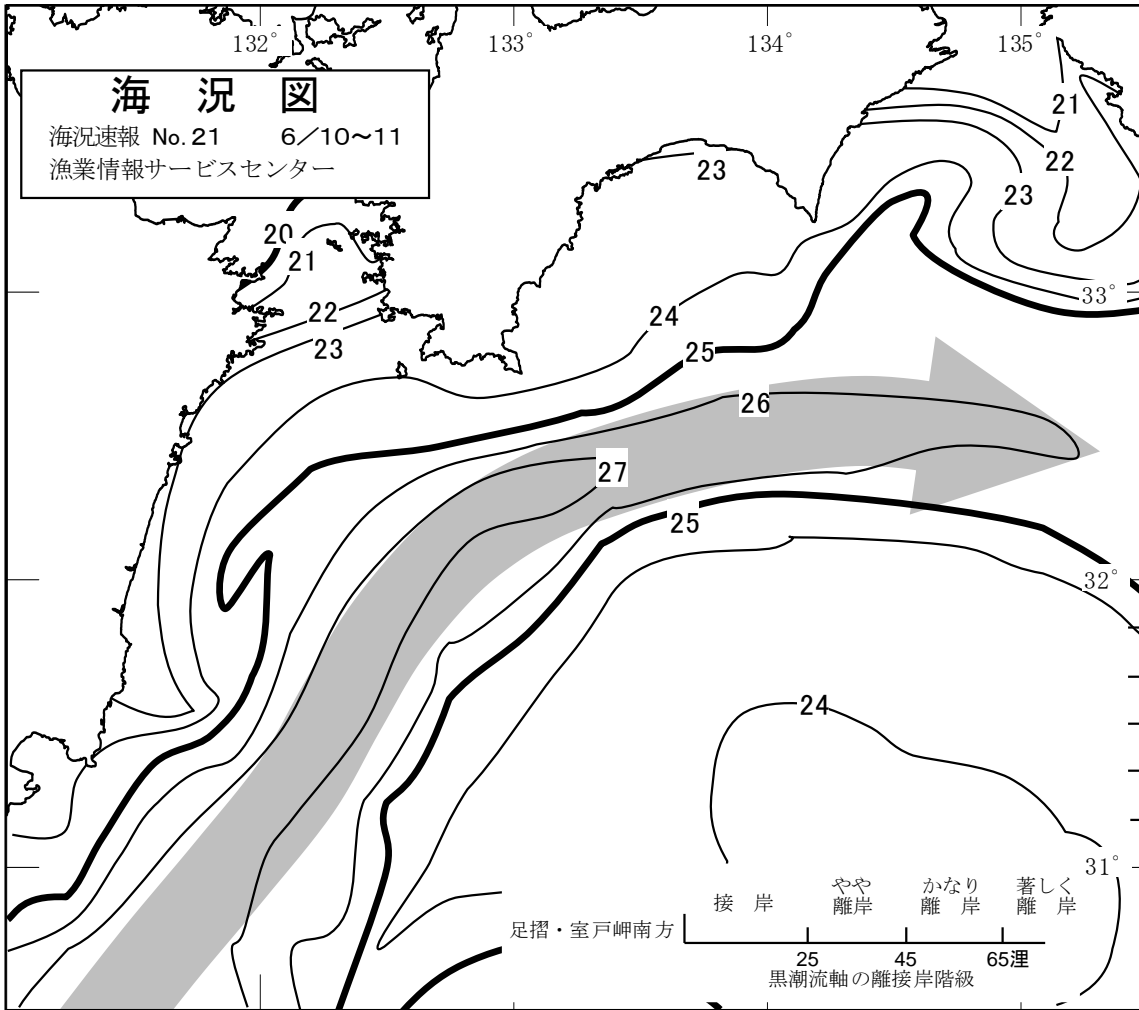 132°
133°
134°
135°
海 況 図
海況速報 No.21 6/10~11
漁業情報サービスセンター
21
22
23
23
20
21
22
23
24
25
33°
26
27
25
32°
24
31°
接 岸
やや
離岸
かなり
離 岸
著しく
離 岸
足摺・室戸岬南方
25 45 65浬
黒潮流軸の離接岸階級